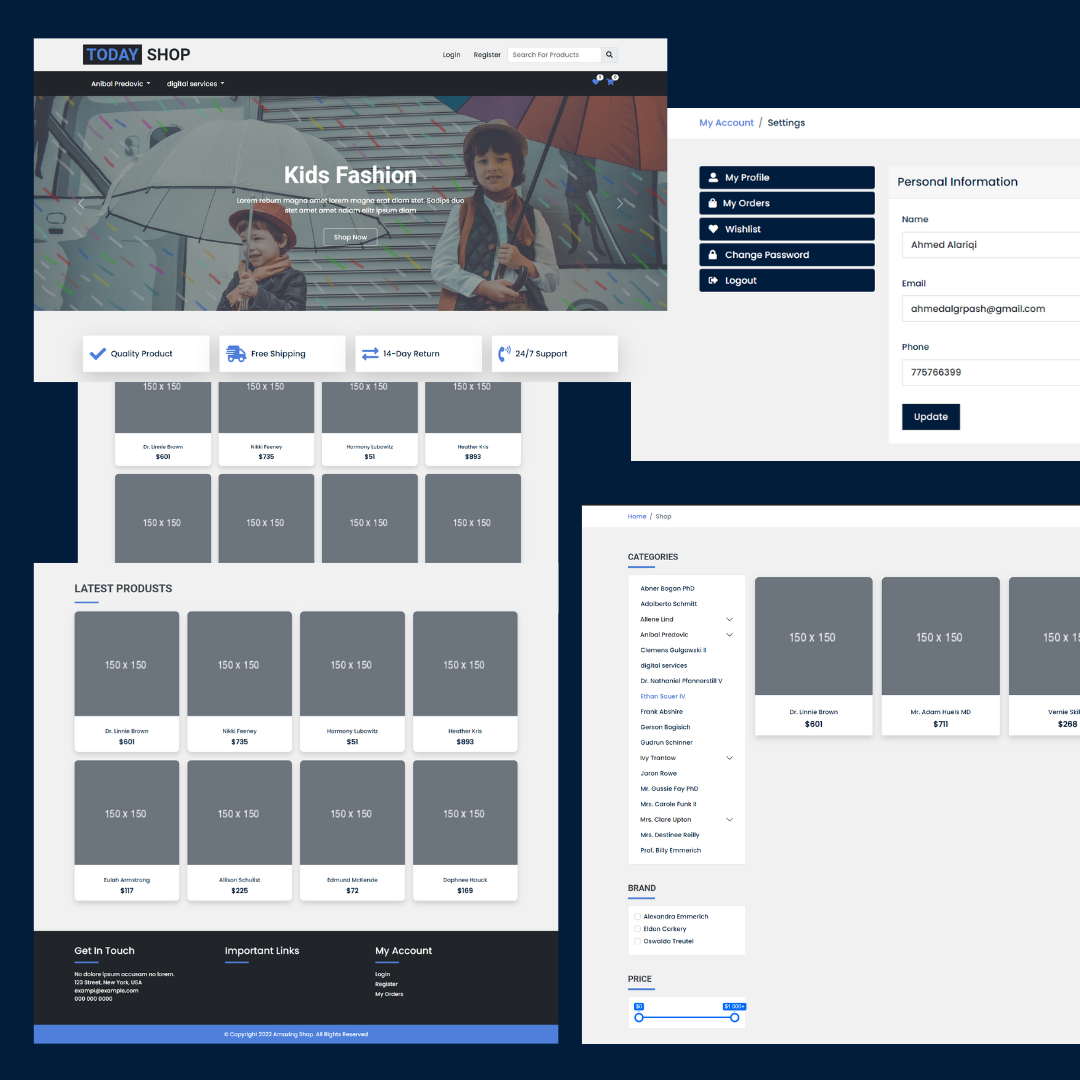 TODAY SHOP
Login Register Search For Products
Anibal Predovic digital services
0 0
Kids Fashion
Lorem rebum magna amet lorem magna erat diam stet. Sadips duo
stet amet amet ndiam elitr ipsum diam
Shop Now
Quality Product Free Shipping 14-Day Return 24/7 Support
150 x 150 150 x 150 150 x 150 150 x 150
Dr. Linnie Brown Nikki Feeney Harmony Lubowitz Heather Kris
$601 $735 $51 $893
150 x 150 150 x 150 150 x 150 150 x 150
LATEST PRODUSTS
150 x 150 150 x 150 150 x 150 150 x 150
Dr. Linnie Brown Nikki Feeney Harmony Lubowitz Heather Kris
$601 $735 $51 $893
150 x 150 150 x 150 150 x 150 150 x 150
Eulah Armstrong Allison Schulist Edmund McKenzie Daphnee Hauck
$117 $225 $72 $169
Get In Touch Important Links My Account
No dolore ipsum accusam no lorem.
123 Street, New York, USA
exampl@example.com
000 000 0000
Login
Register
My Orders
© Copyright 2022 Amazing Shop. All Rights Reserved
My Account / Settings
My Profile
My Orders
Wishlist
Change Password
Logout
Personal Information
Name
Ahmed Alariqi
Email
ahmedalgrpash@gmail.com
Phone
775766399
Update
Home / Shop
CATEGORIES
Abner Bogan PhD
Adalberto Schmitt
Allene Lind
Anibal Predovic
Clemens Gulgowski II
digital services
Dr. Nathaniel Pfannerstill V
Ethan Sauer IV
Frank Abshire
Gerson Bogisich
Gudrun Schinner
Ivy Trantow
Jaron Rowe
Mr. Gussie Fay PhD
Mrs. Carole Funk II
Mrs. Clare Upton
Mrs. Destinee Reilly
Prof. Billy Emmerich
150 x 150 150 x 150 150 x 1
Dr. Linnie Brown Mr. Adam Huels MD Vernie Skil
$601 $711 $268
BRAND
Alexandra Emmerich
Eldon Corkery
Oswaldo Treutel
PRICE
$0 $1 000+